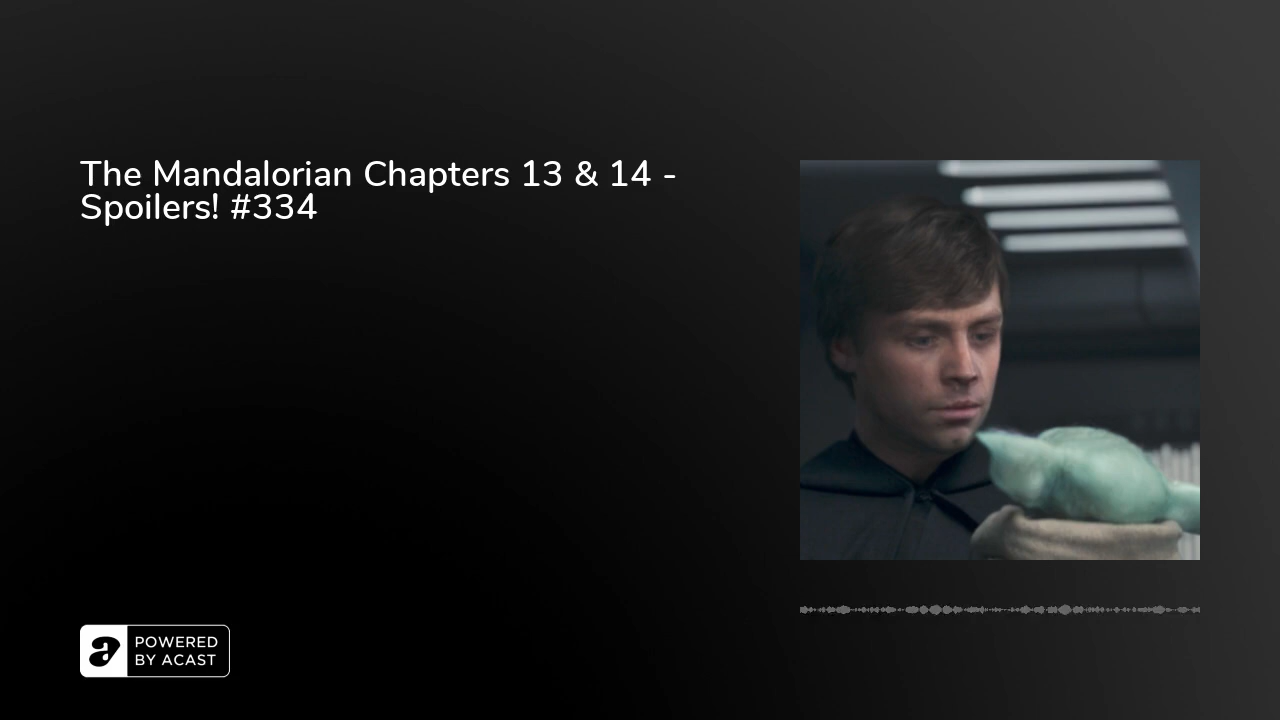 The Mandalorian Chapters 13 & 14 -
Spoilers! #334
POWERED
BY ACAST